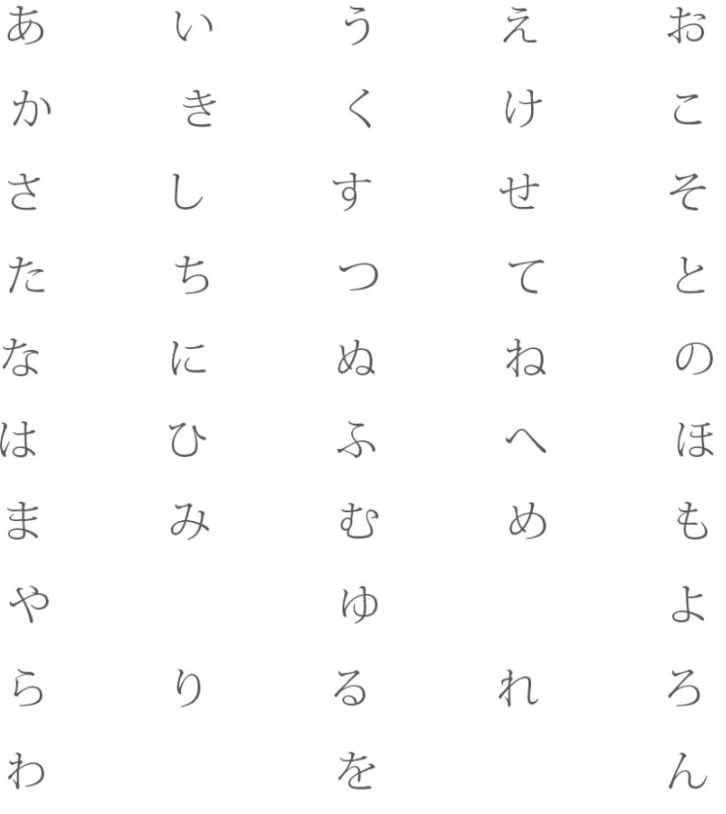 あ い う え お
か き く け こ
さ し す せ そ
た ち つ て と
な に ぬ ね の
は ひ ふ へ ほ
ま み む め も
や ゆ よ
ら り る れ ろ
わ を ん